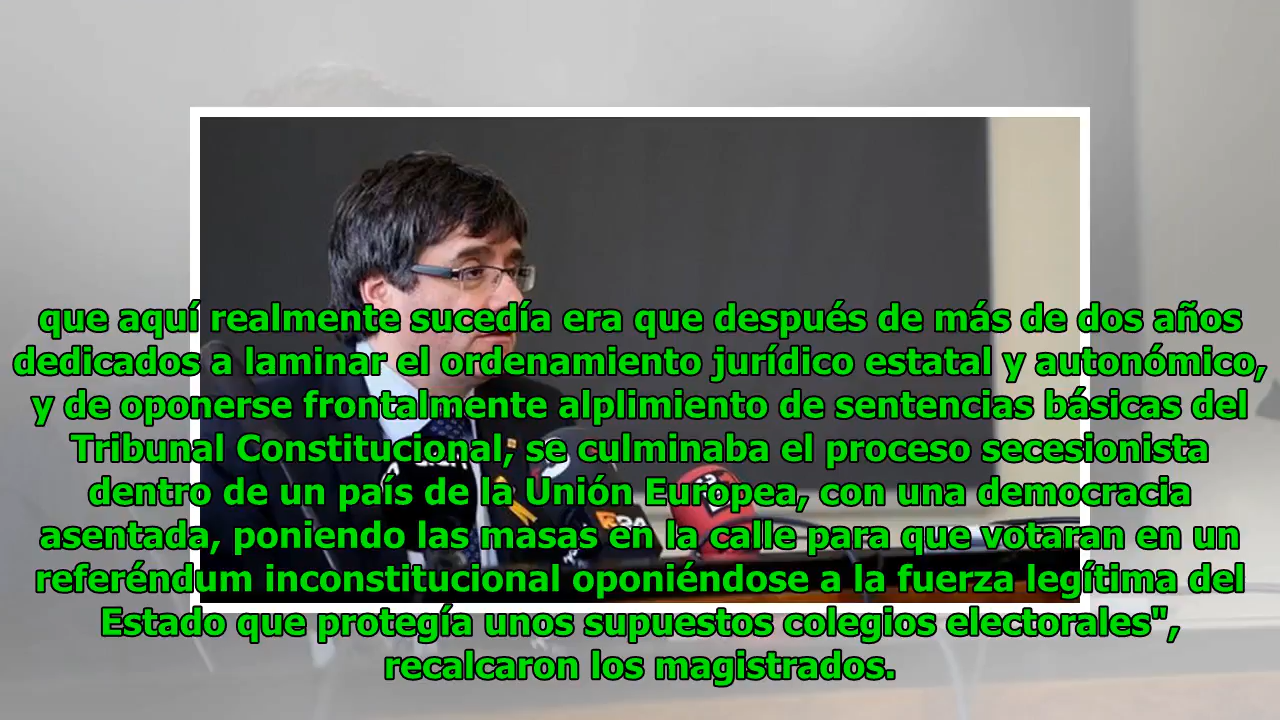 que aquí realmente sucedía era que después de más de dos años
dedicados a laminar el ordenamiento jurídico estatal y autonómico,
y de oponerse frontalmente alplimiento de sentencias básicas del
Tribunal Constitucional, se culminaba el proceso secesionista
dentro de un país de la Unión Europea, con una democracia
asentada, poniendo las masas en la calle para que votaran en un
referéndum inconstitucional oponiéndose a la fuerza legítima del
Estado que protegía unos supuestos colegios electorales",
recalcaron los magistrados.